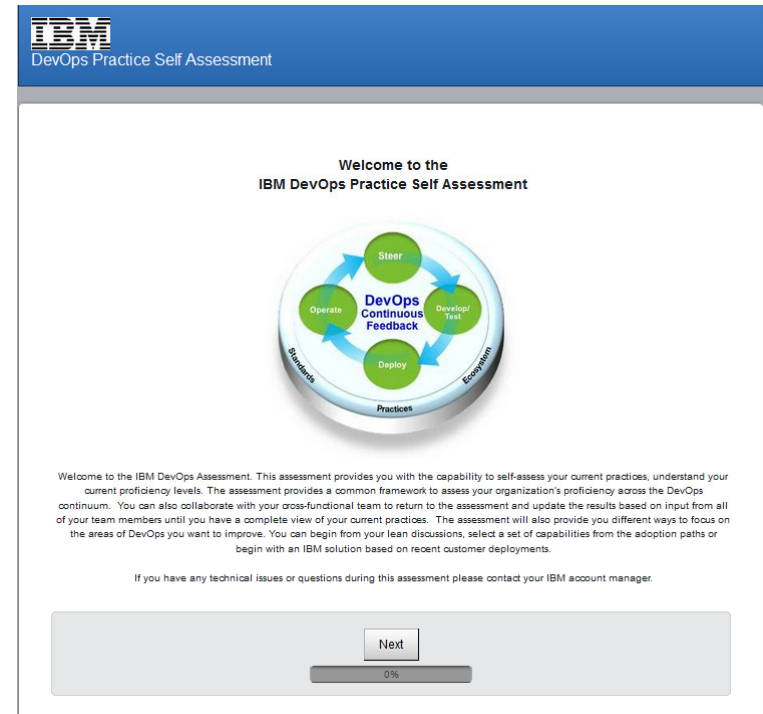 IBM
DevOps Practice Self Assessment
Welcome to the
IBM DevOps Practice Self Assessment
Steer
Operate
DevOps
Continuous
Feedback
Develop/
Test
Deploy
Standards
Practices
Ecosystem
Welcome to the IBM DevOps Assessment. This assessment provides you with the capability to self-assess your current practices, understand your
current proficiency levels. The assessment provides a common framework to assess your organization's proficiency across the DevOps
continuum. You can also collaborate with your cross-functional team to return to the assessment and update the results based on input from all
of your team members until you have a complete view of your current practices. The assessment will also provide you different ways to focus on
the areas of DevOps you want to improve. You can begin from your lean discussions, select a set of capabilities from the adoption paths or
begin with an IBM solution based on recent customer deployments.
If you have any technical issues or questions during this assessment please contact your IBM account manager.
Next
0%